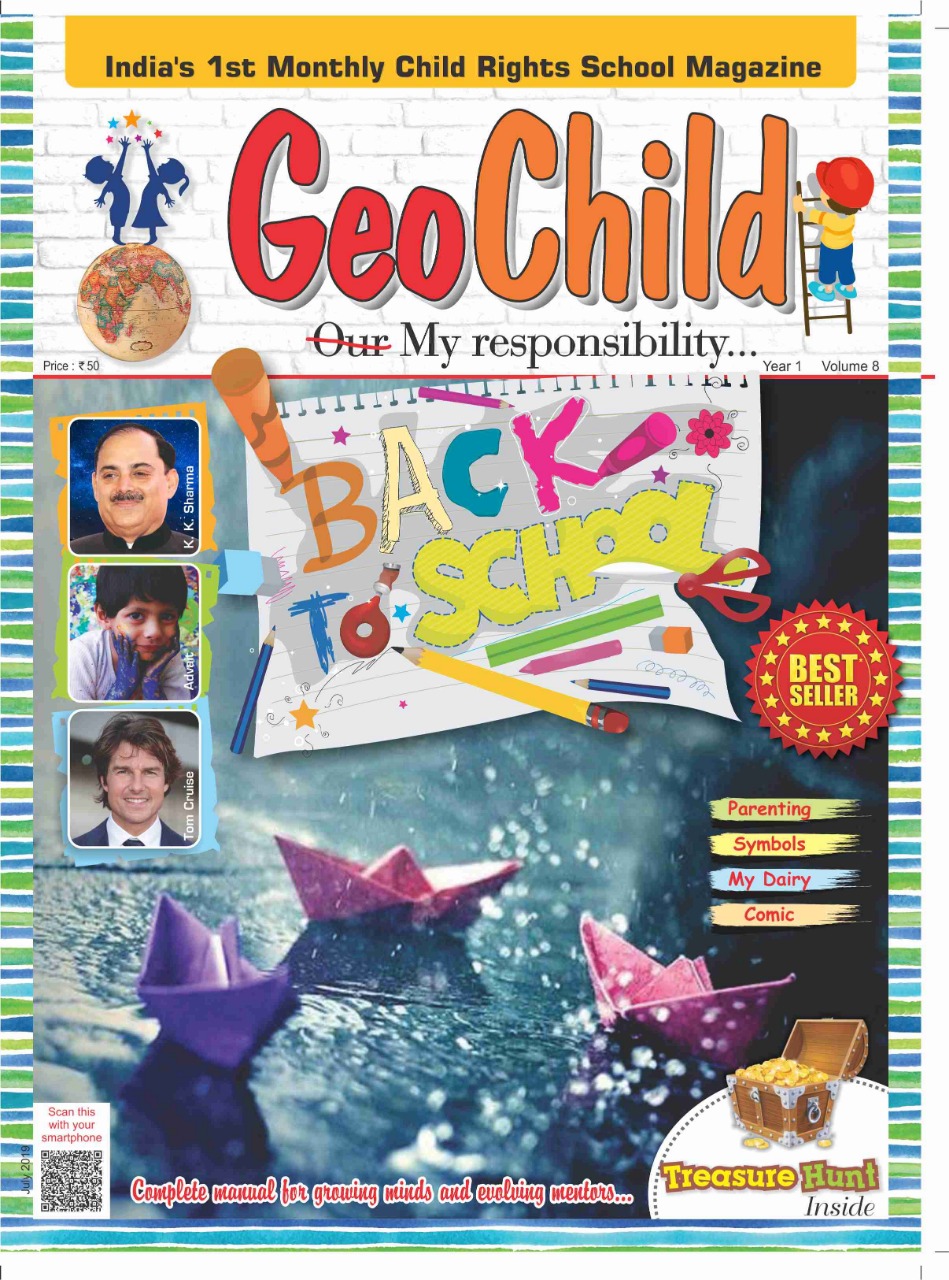 India's 1st Monthly Child Rights School Magazine
GeoChild
Our My responsibility...
Price : ₹ 50
Year 1 Volume 8
BACK
TO SCHOOL
K. K. Sharma
Advait
Tom Cruise
BEST
SELLER
Parenting
Symbols
My Dairy
Comic
Scan this
with your
smartphone
July, 2019
Complete manual for growing minds and evolving mentors...
Treasure Hunt
Inside